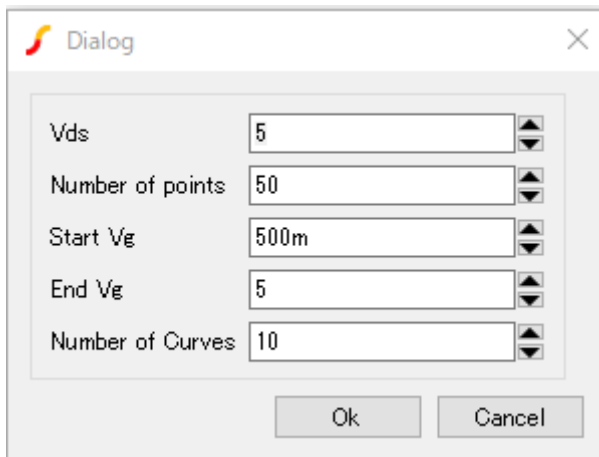 Dialog
Vds 5
Number of points 50
Start Vg 500m
End Vg 5
Number of Curves 10
Ok Cancel